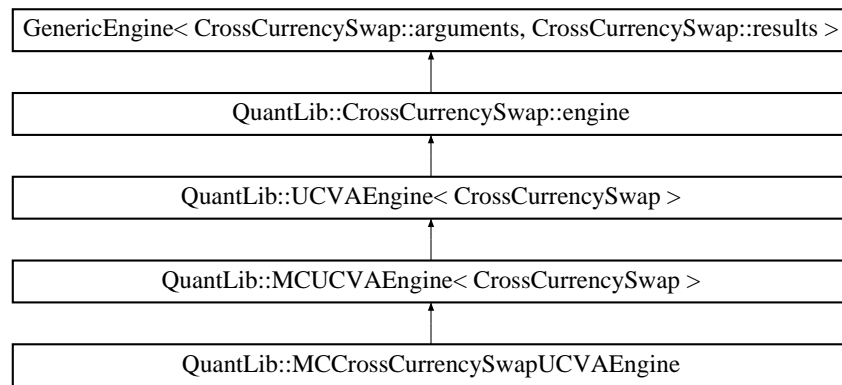 GenericEngine< CrossCurrencySwap::arguments, CrossCurrencySwap::results >
QuantLib::CrossCurrencySwap::engine
QuantLib::UCVAEngine< CrossCurrencySwap >
QuantLib::MCUCVAEngine< CrossCurrencySwap >
QuantLib::MCCrossCurrencySwapUCVAEngine